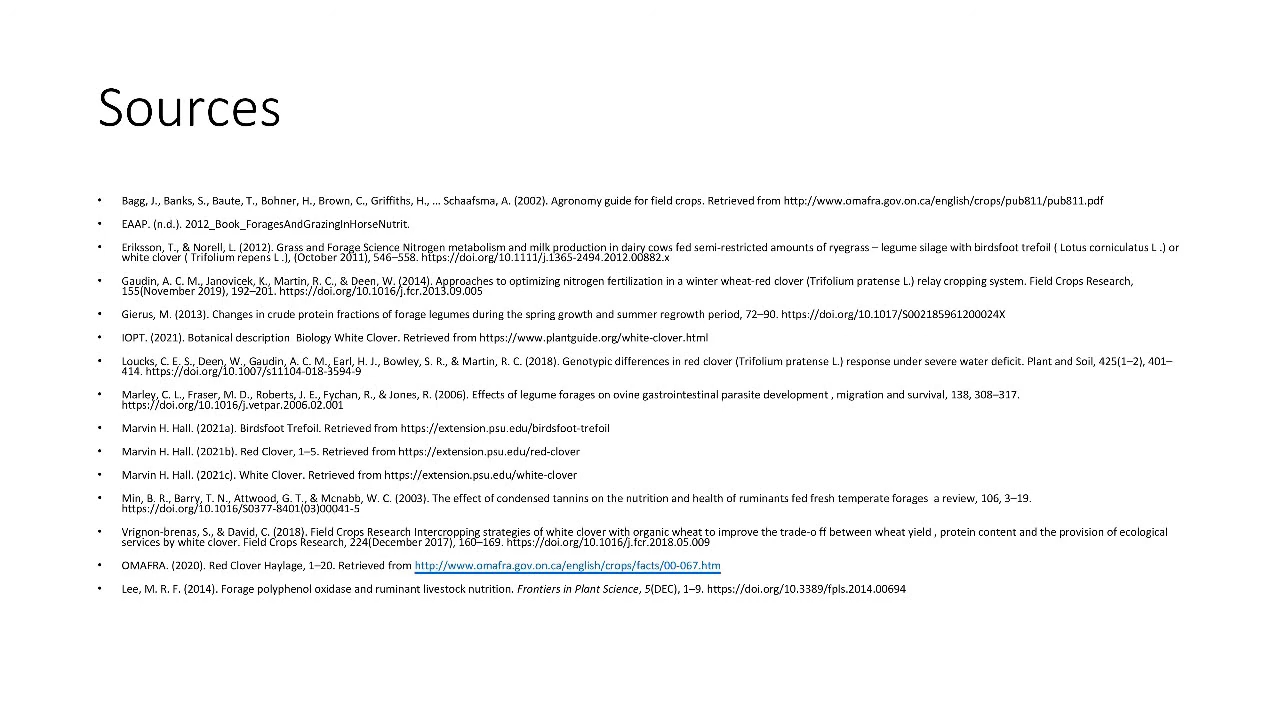 Sources
• Bagg, J., Banks, S., Baute, T., Bohner, H., Brown, C., Griffiths, H., … Schaafsma, A. (2002). Agronomy guide for field crops. Retrieved from http://www.omafra.gov.on.ca/english/crops/pub811/pub811.pdf
• EAAP. (n.d.). 2012_Book_ForagesAndGrazingInHorseNutrit.
• Eriksson, T., & Norell, L. (2012). Grass and Forage Science Nitrogen metabolism and milk production in dairy cows fed semi-restricted amounts of ryegrass – legume silage with birdsfoot trefoil ( Lotus corniculatus L .) or
white clover ( Trifolium repens L .), (October 2011), 546–558. https://doi.org/10.1111/j.1365-2494.2012.00882.x
• Gaudin, A. C. M., Janovicek, K., Martin, R. C., & Deen, W. (2014). Approaches to optimizing nitrogen fertilization in a winter wheat-red clover (Trifolium pratense L.) relay cropping system. Field Crops Research,
155(November 2019), 192–201. https://doi.org/10.1016/j.fcr.2013.09.005
• Gierus, M. (2013). Changes in crude protein fractions of forage legumes during the spring growth and summer regrowth period, 72–90. https://doi.org/10.1017/S002185961200024X
• IOPT. (2021). Botanical description  Biology White Clover. Retrieved from https://www.plantguide.org/white-clover.html
• Loucks, C. E. S., Deen, W., Gaudin, A. C. M., Earl, H. J., Bowley, S. R., & Martin, R. C. (2018). Genotypic differences in red clover (Trifolium pratense L.) response under severe water deficit. Plant and Soil, 425(1–2), 401–
414. https://doi.org/10.1007/s11104-018-3594-9
• Marley, C. L., Fraser, M. D., Roberts, J. E., Fychan, R., & Jones, R. (2006). Effects of legume forages on ovine gastrointestinal parasite development , migration and survival, 138, 308–317.
https://doi.org/10.1016/j.vetpar.2006.02.001
• Marvin H. Hall. (2021a). Birdsfoot Trefoil. Retrieved from https://extension.psu.edu/birdsfoot-trefoil
• Marvin H. Hall. (2021b). Red Clover, 1–5. Retrieved from https://extension.psu.edu/red-clover
• Marvin H. Hall. (2021c). White Clover. Retrieved from https://extension.psu.edu/white-clover
• Min, B. R., Barry, T. N., Attwood, G. T., & Mcnabb, W. C. (2003). The effect of condensed tannins on the nutrition and health of ruminants fed fresh temperate forages  a review, 106, 3–19.
https://doi.org/10.1016/S0377-8401(03)00041-5
• Vrignon-brenas, S., & David, C. (2018). Field Crops Research Intercropping strategies of white clover with organic wheat to improve the trade-o ff between wheat yield , protein content and the provision of ecological
services by white clover. Field Crops Research, 224(December 2017), 160–169. https://doi.org/10.1016/j.fcr.2018.05.009
• OMAFRA. (2020). Red Clover Haylage, 1–20. Retrieved from http://www.omafra.gov.on.ca/english/crops/facts/00-067.htm
• Lee, M. R. F. (2014). Forage polyphenol oxidase and ruminant livestock nutrition. Frontiers in Plant Science, 5(DEC), 1–9. https://doi.org/10.3389/fpls.2014.00694